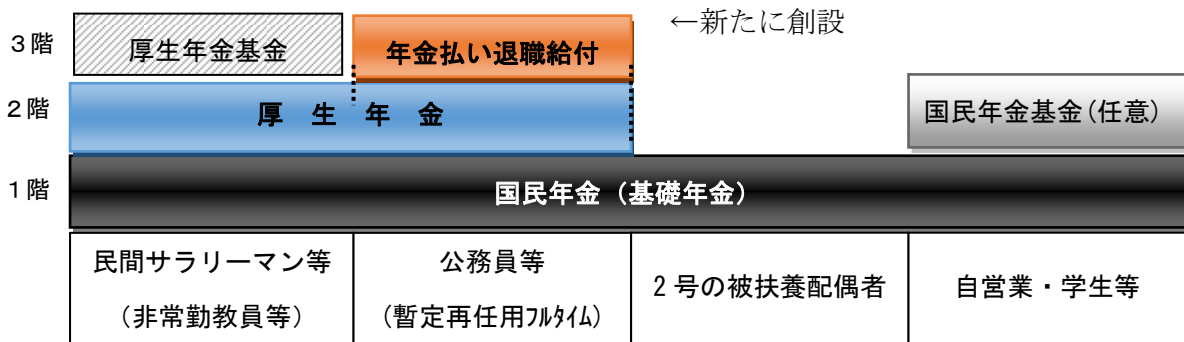 3階
厚生年金基金
年金払い退職給付
←新たに創設
2階
厚 生 年 金
国民年金基金(任意)
1階
国民年金(基礎年金)
民間サラリーマン等
(非常勤教員等)
公務員等
(暫定再任用ﾌﾙﾀｲﾑ)
2号の被扶養配偶者
自営業・学生等